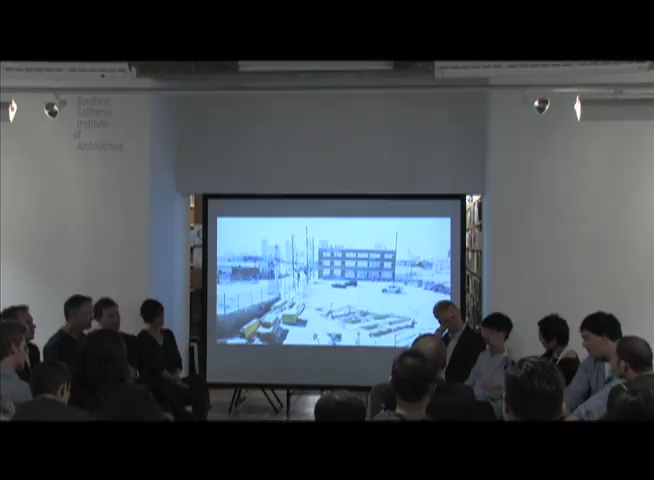 Southern
California
Institute
of
Architecture